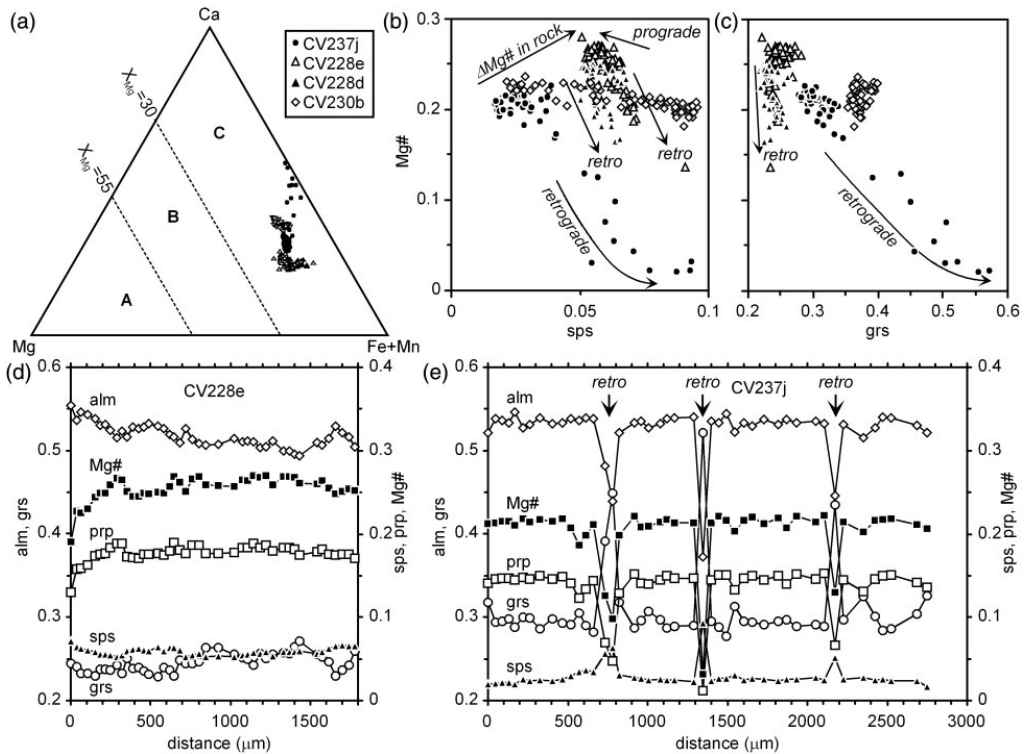 (a)
Ca
CV237j
CV228e
CV228d
CV230b
X_Mg =30
X_Mg =55
C
B
A
Mg
Fe+Mn
(b)
0.3
0.2
0.1
0
Mg#
ΔMg# in rock
prograde
retro
retro
retrograde
0.05
0.1
sps
(c)
retro
retrograde
0.2
0.3
0.4
0.5
0.6
grs
(d)
CV228e
0.6
0.5
0.4
0.3
0.2
alm, grs
alm
Mg#
prp
sps
grs
0.4
0.3
0.2
0.1
0
sps, prp, Mg#
0
500
1000
1500
distance (μm)
(e)
retro
retro
CV237j
retro
0.6
0.5
0.4
0.3
0.2
alm, grs
alm
Mg#
prp
grs
sps
0.4
0.3
0.2
0.1
0
sps, prp, Mg#
0
500
1000
1500
2000
2500
3000
distance (μm)